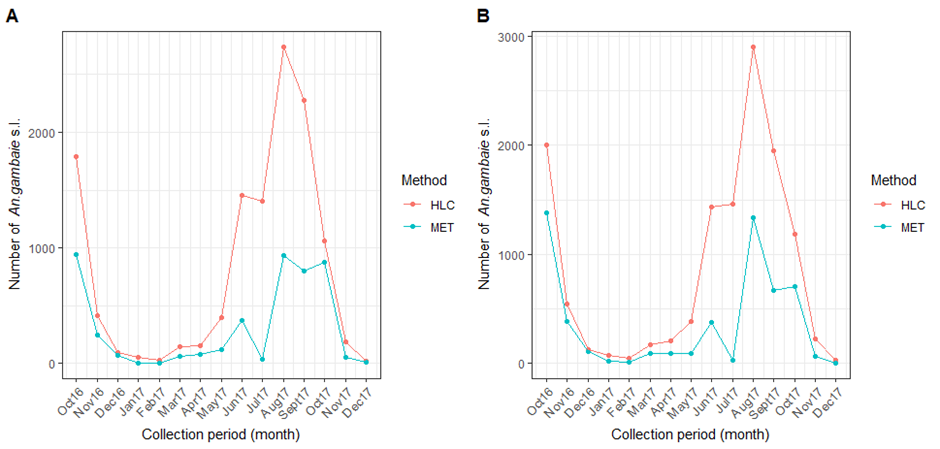 A
Number of An.gambaie s.l.
2000
1000
0
Oct16 Nov16 Dec16 Jan17 Feb17 Mar17 Apr17 May17 Jun17 Jul17 Aug17 Sept17 Oct17 Nov17 Dec17
Collection period (month)
Method
HLC
MET
B
Number of An.gambaie s.l.
3000
2000
1000
0
Oct16 Nov16 Dec16 Jan17 Feb17 Mar17 Apr17 May17 Jun17 Jul17 Aug17 Sept17 Oct17 Nov17 Dec17
Collection period (month)
Method
HLC
MET